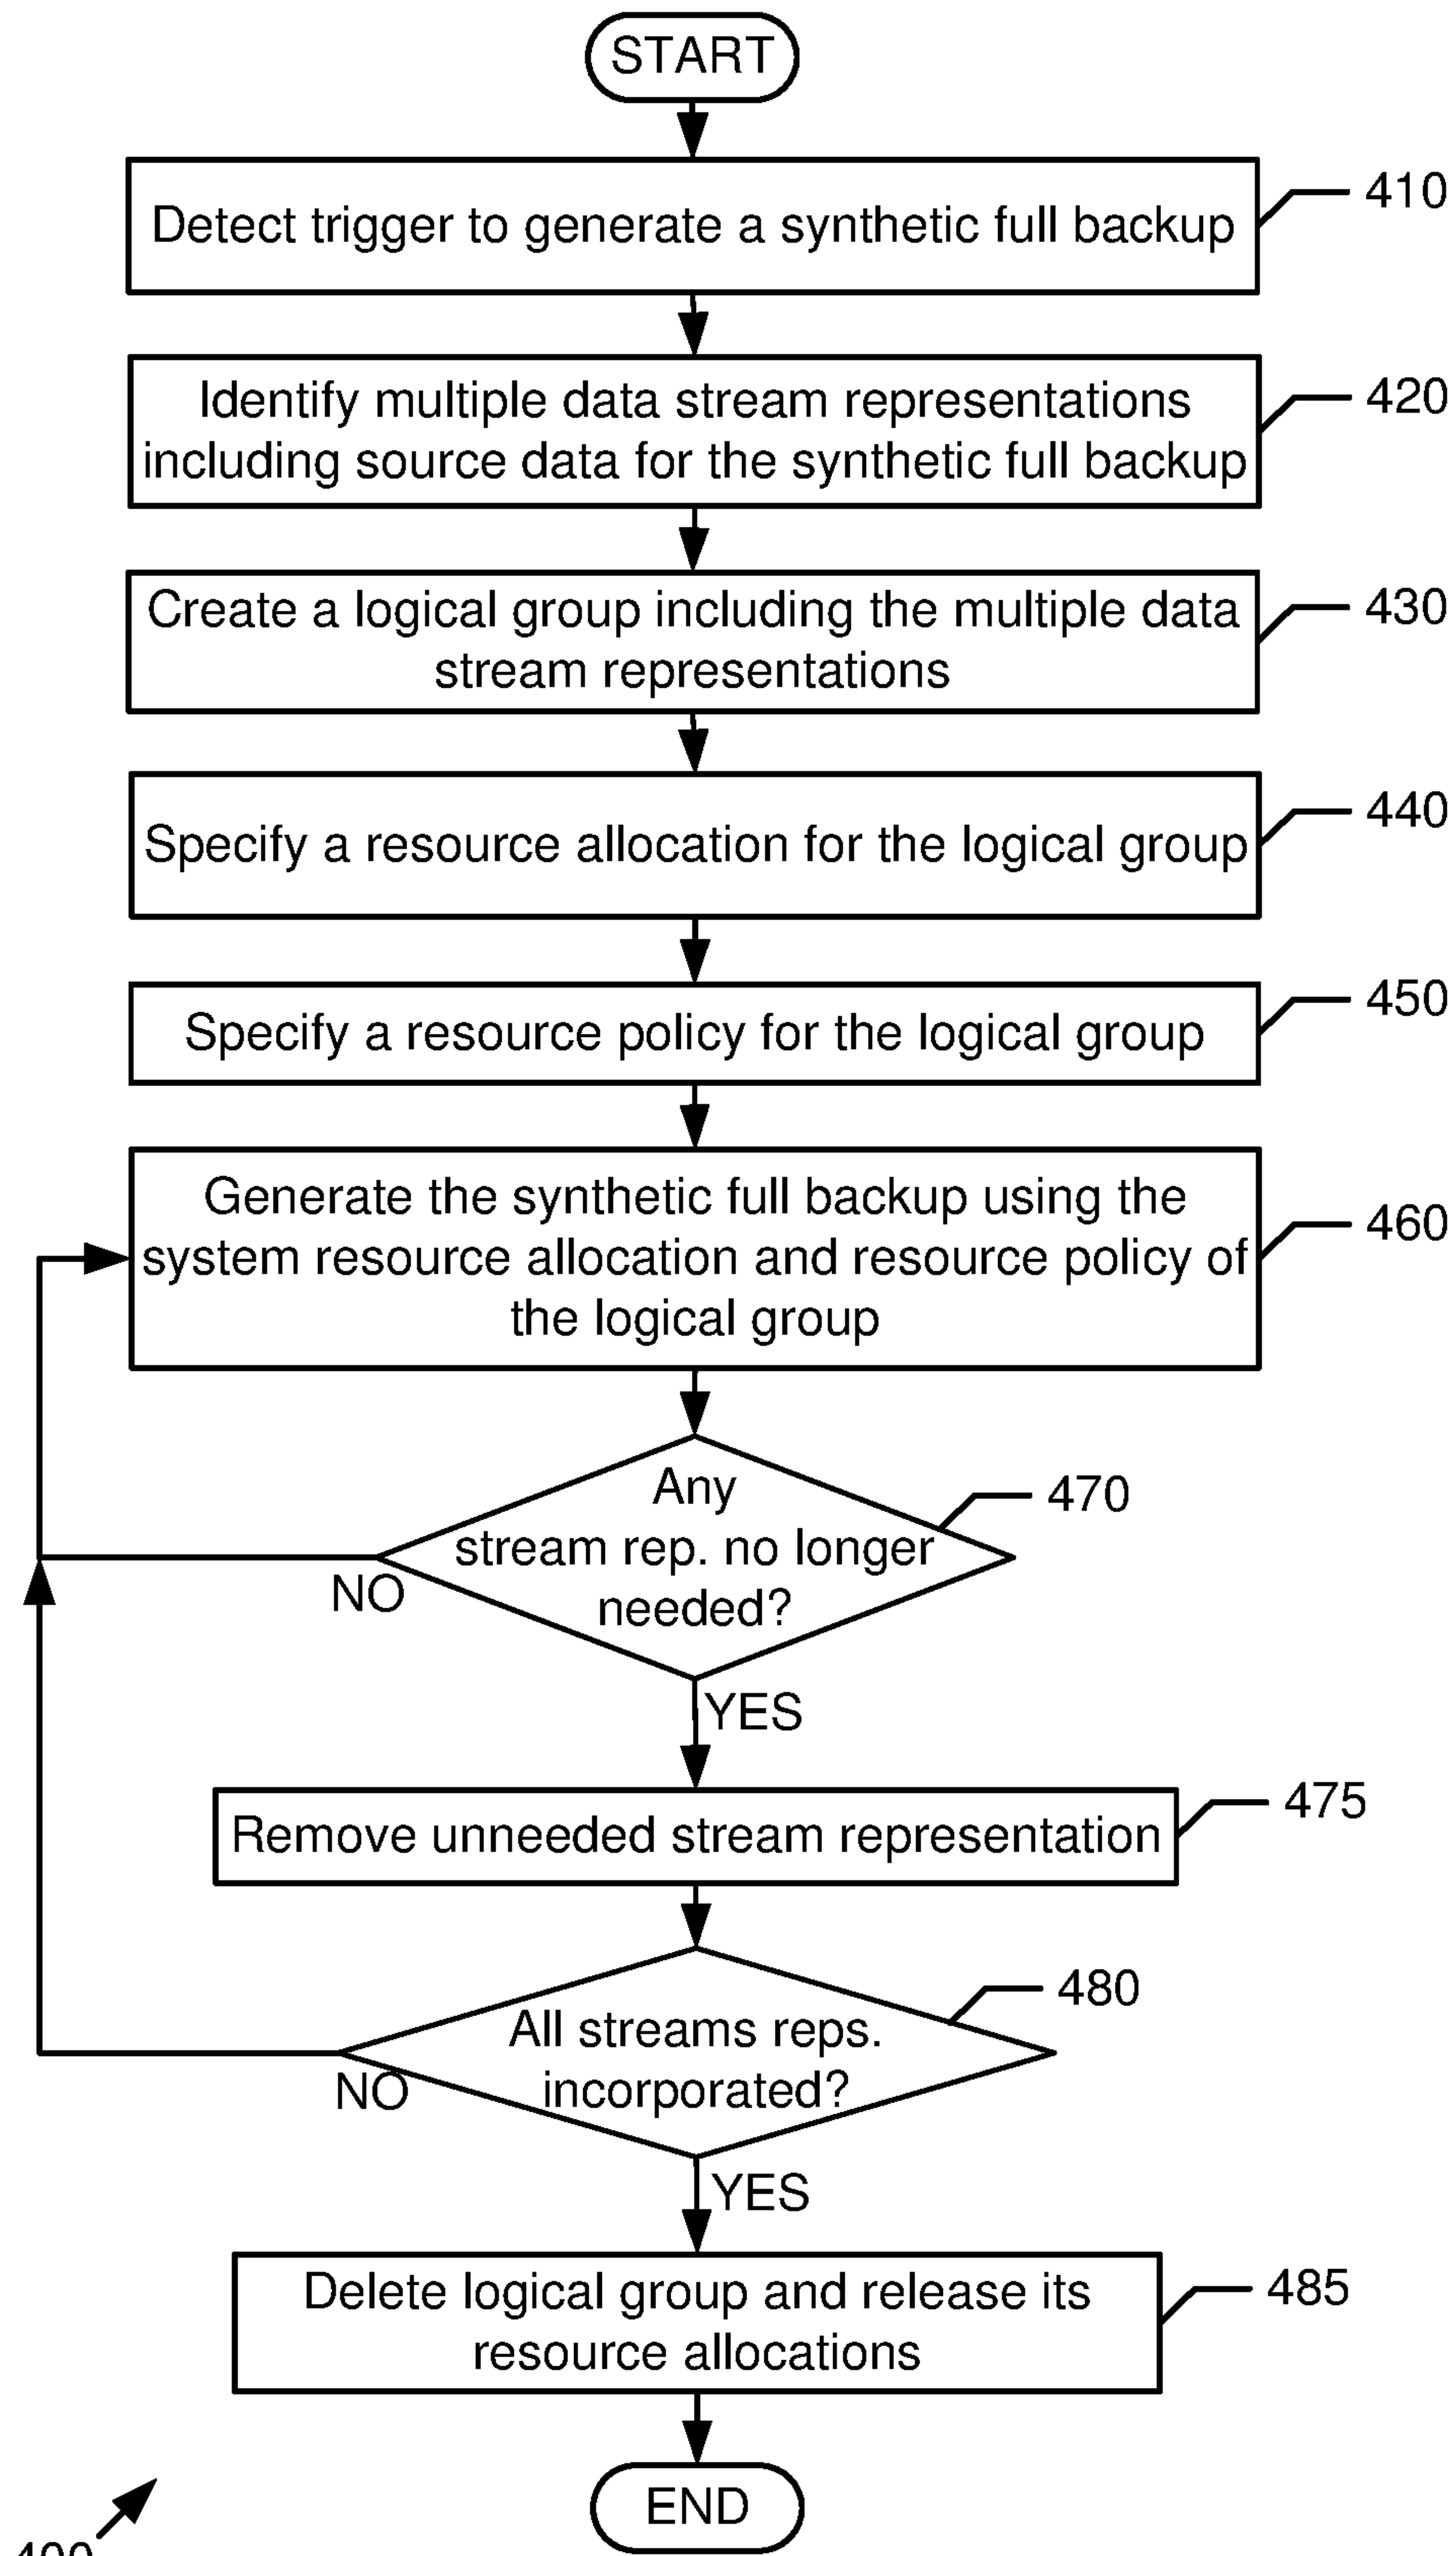 START
Detect trigger to generate a synthetic full backup
410
Identify multiple data stream representations
including source data for the synthetic full backup
420
Create a logical group including the multiple data
stream representations
430
Specify a resource allocation for the logical group
440
Specify a resource policy for the logical group
450
Generate the synthetic full backup using the
system resource allocation and resource policy of
the logical group
460
Any
stream rep. no longer
needed?
470
NO
YES
Remove unneeded stream representation
475
All streams reps.
incorporated?
480
NO
YES
Delete logical group and release its
resource allocations
485
END
400